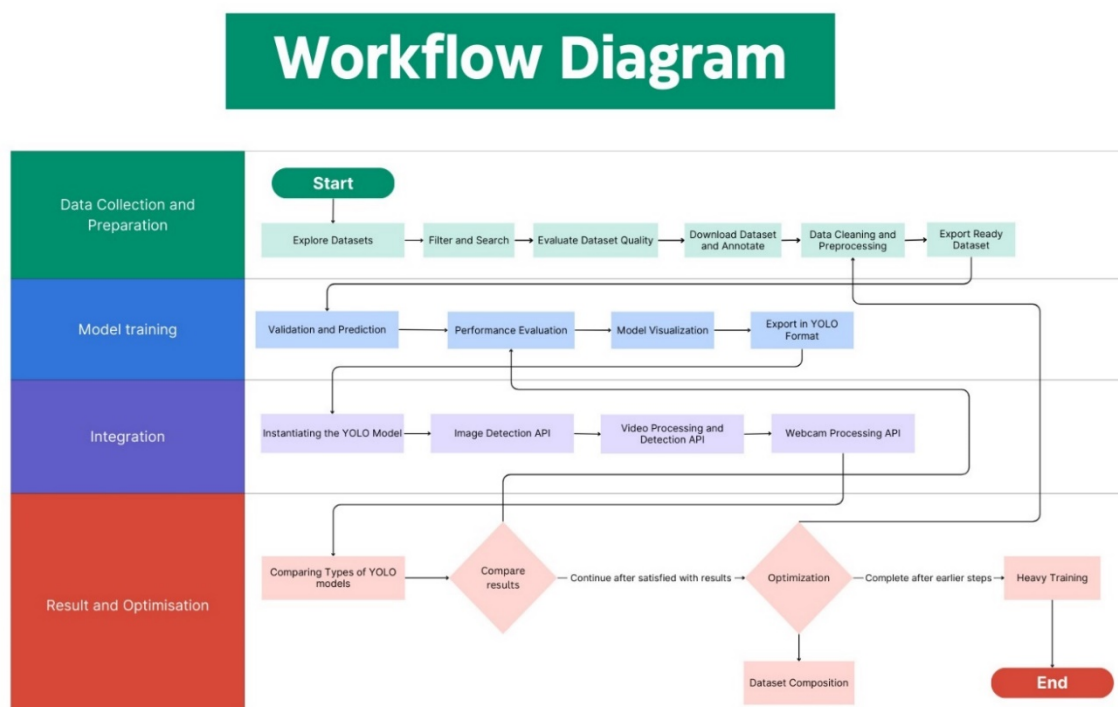 Workflow Diagram
Data Collection and
Preparation
Start
Explore Datasets
Filter and Search
Evaluate Dataset Quality
Download Dataset
and Annotate
Data Cleaning and
Preprocessing
Export Ready
Dataset
Model training
Validation and Prediction
Performance Evaluation
Model Visualization
Export in YOLO
Format
Integration
Instantiating the YOLO Model
Image Detection API
Video Processing and
Detection API
Webcam Processing API
Result and Optimisation
Comparing Types of YOLO
models
Compare
results
Continue after satisfied with results
Optimization
Complete after earlier steps
Heavy Training
Dataset Composition
End